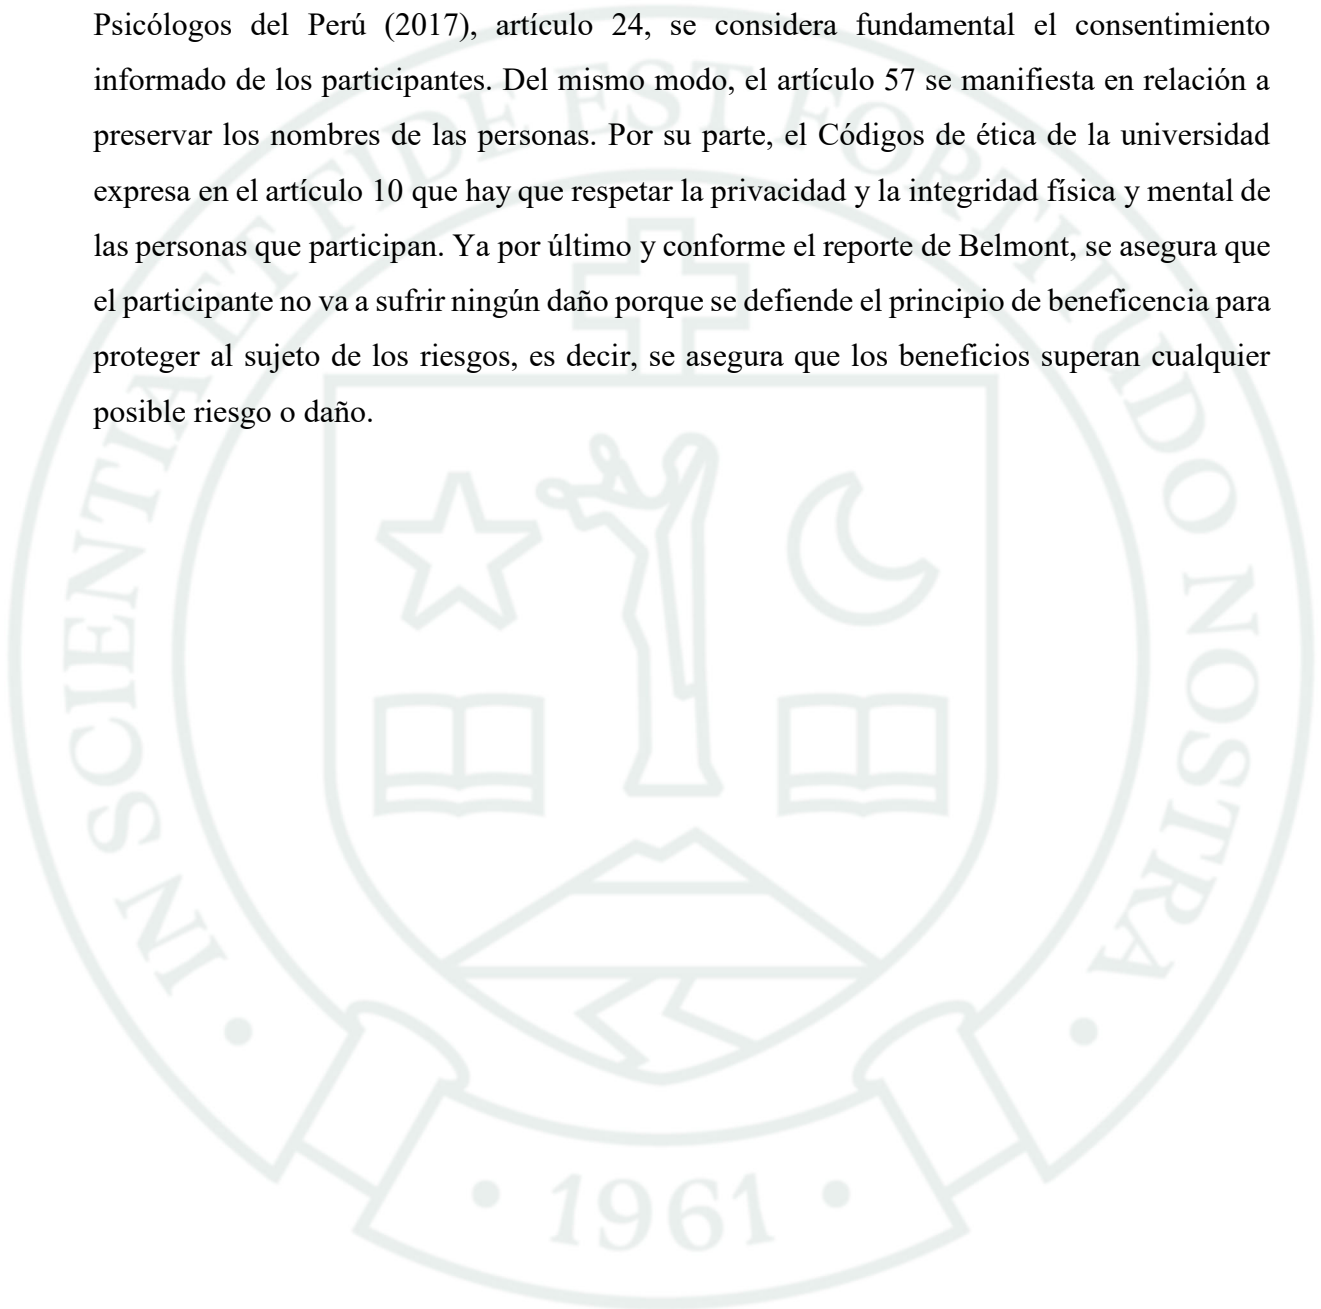 Psicólogos del Perú (2017), artículo 24, se considera fundamental el consentimiento
informado de los participantes. Del mismo modo, el artículo 57 se manifiesta en relación a
preservar los nombres de las personas. Por su parte, el Códigos de ética de la universidad
expresa en el artículo 10 que hay que respetar la privacidad y la integridad física y mental de
las personas que participan. Ya por último y conforme el reporte de Belmont, se asegura que
el participante no va a sufrir ningún daño porque se defiende el principio de beneficencia para
proteger al sujeto de los riesgos, es decir, se asegura que los beneficios superan cualquier
posible riesgo o daño.
IN SCIENTIA ET FIDE EST FORTITUDO NOSTRA
1961